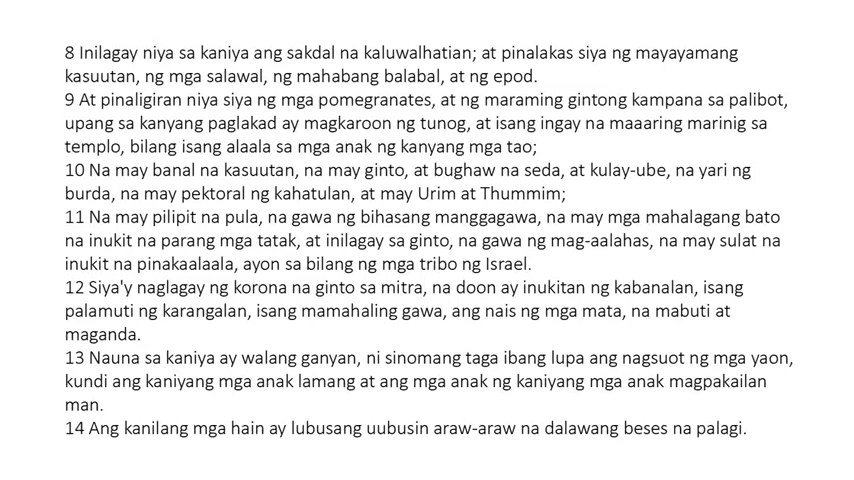 8 Inilagay niya sa kaniya ang sakdal na kaluwalhatian; at pinalakas siya ng mayayamang
kasuutan, ng mga salawal, ng mahabang balabal, at ng epod.
9 At pinaligiran niya siya ng mga pomegranates, at ng maraming gintong kampana sa palibot,
upang sa kanyang paglakad ay magkaroon ng tunog, at isang ingay na maaaring marinig sa
templo, bilang isang alaala sa mga anak ng kanyang mga tao;
10 Na may banal na kasuutan, na may ginto, at bughaw na seda, at kulay-ube, na yari ng
burda, na may pektoral ng kahatulan, at may Urim at Thummim;
11 Na may pilipit na pula, na gawa ng bihasang manggagawa, na may mga mahalagang bato
na inukit na parang mga tatak, at inilagay sa ginto, na gawa ng mag-aalahas, na may sulat na
inukit na pinakaalaala, ayon sa bilang ng mga tribo ng Israel.
12 Siya'y naglagay ng korona na ginto sa mitra, na doon ay inukitan ng kabanalan, isang
palamuti ng karangalan, isang mamahaling gawa, ang nais ng mga mata, na mabuti at
maganda.
13 Nauna sa kaniya ay walang ganyan, ni sinomang taga ibang lupa ang nagsuot ng mga yaon,
kundi ang kaniyang mga anak lamang at ang mga anak ng kaniyang mga anak magpakailan
man.
14 Ang kanilang mga hain ay lubusang uubusin araw-araw na dalawang beses na palagi.